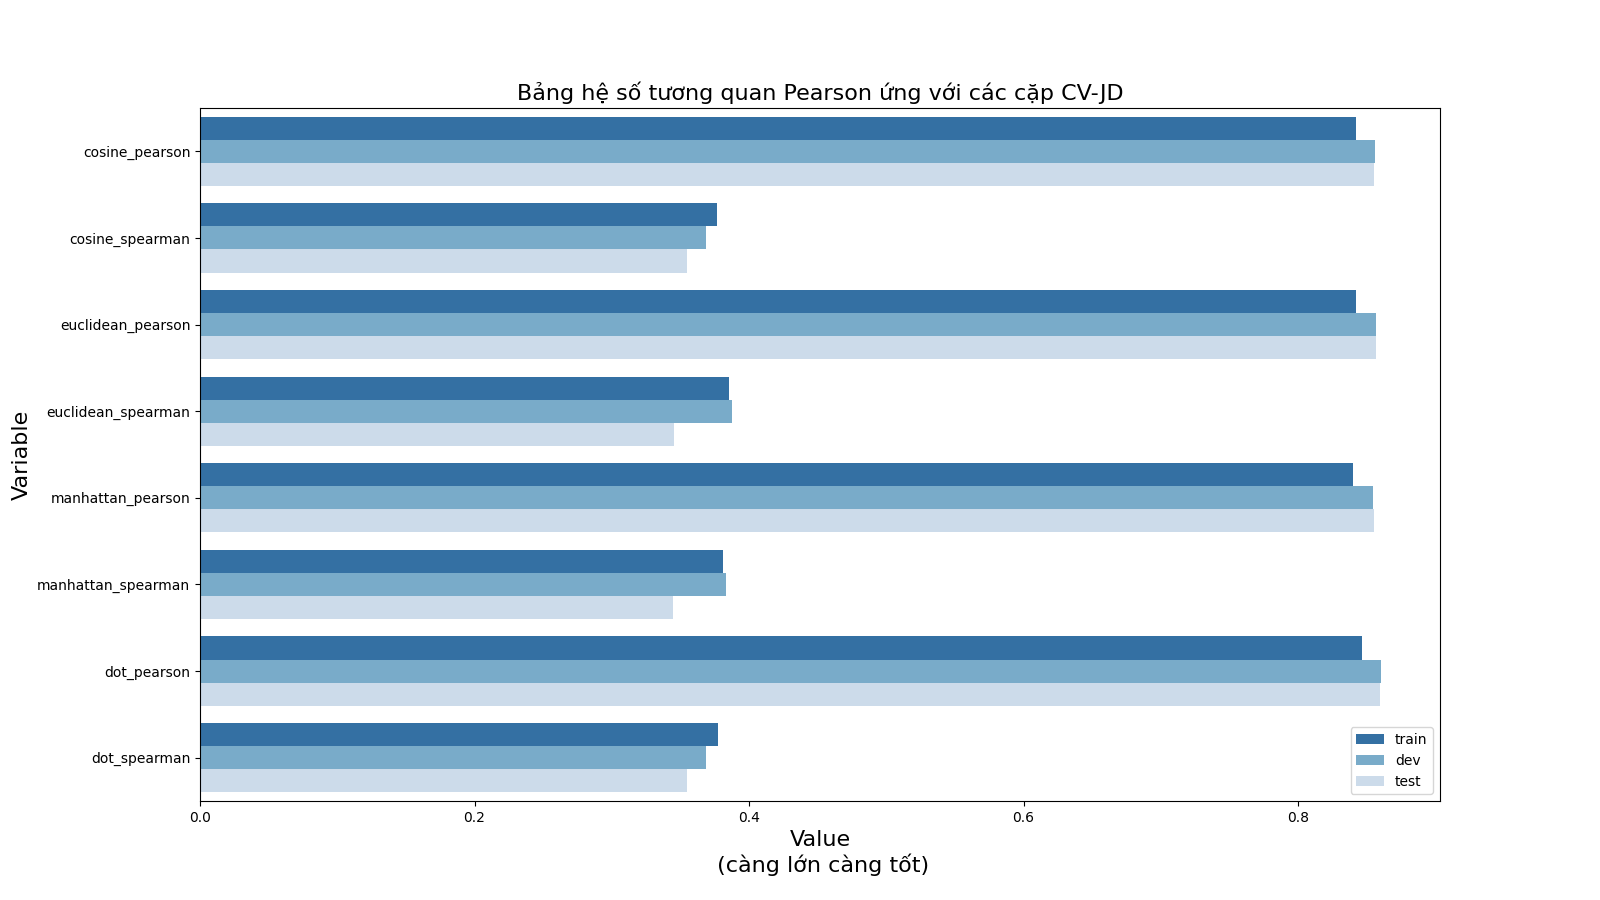 Bảng hệ số tương quan Pearson ứng với các cặp CV-JD
cosine_pearson
cosine_spearman
euclidean_pearson
euclidean_spearman
manhattan_pearson
manhattan_spearman
dot_pearson
dot_spearman
Variable
train
dev
test
0.0 0.2 0.4 0.6 0.8
Value
(càng lớn càng tốt)